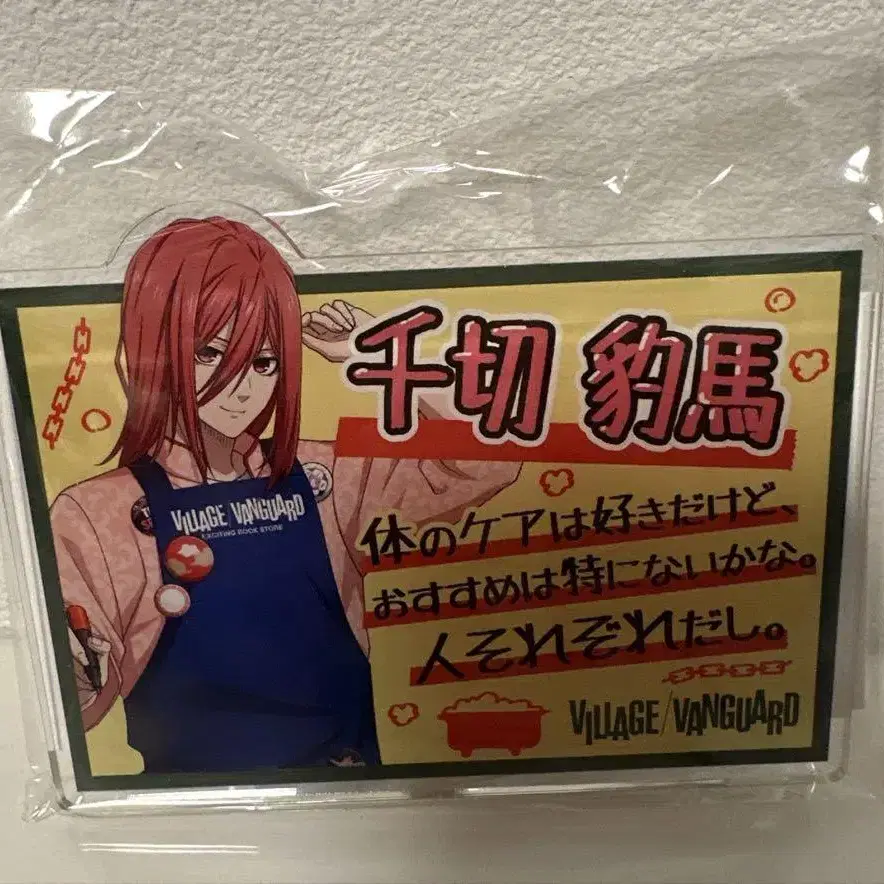 千切 豹馬
VILLAGE/VANGUARD
EXCITING BOOK STORE
体のケアは好きだけど、
おすすめは特にないかな。
人それぞれだし。
VILLAGE/VANGUARD